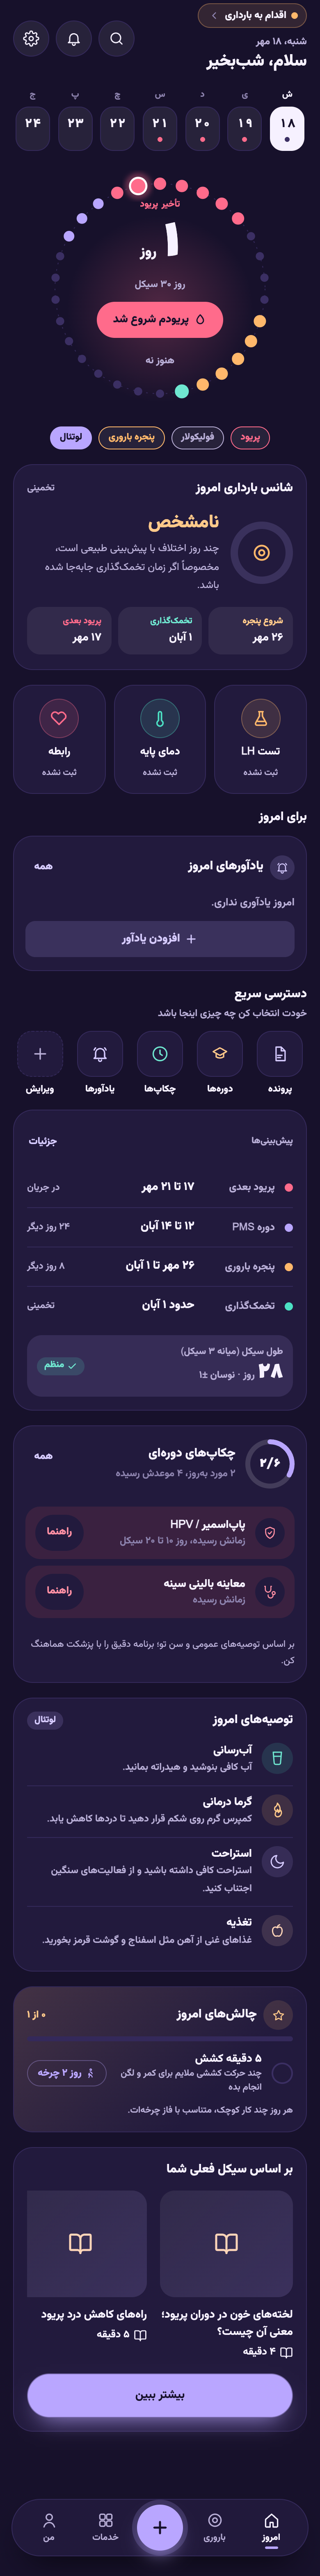 اقدام به بارداری
شنبه، ۱۸ مهر
سلام، شب‌بخیر
ش
ی
د
س
چ
پ
ج
۱۸
۱۹
۲۰
۲۱
۲۲
۲۳
۲۴
تأخیر پریود
۱ روز
روز ۳۰ سیکل
پریودم شروع شد
هنوز نه
پریود
فولیکولار
پنجره باروری
لوتئال
شانس بارداری امروز
تخمینی
نامشخص
چند روز اختلاف با پیش‌بینی طبیعی است،
مخصوصاً اگر زمان تخمک‌گذاری جابه‌جا شده
باشد.
شروع پنجره
۲۶ مهر
تخمک‌گذاری
۱ آبان
پریود بعدی
۱۷ مهر
تست LH
ثبت نشده
دمای پایه
ثبت نشده
رابطه
ثبت نشده
برای امروز
یادآورهای امروز
همه
امروز یادآوری نداری.
افزودن یادآور
دسترسی سریع
خودت انتخاب کن چه چیزی اینجا باشد
پرونده
دوره‌ها
چکاپ‌ها
یادآورها
ویرایش
پیش‌بینی‌ها
جزئیات
پریود بعدی
۱۷ تا ۲۱ مهر
در جریان
دوره PMS
۱۲ تا ۱۴ آبان
۲۴ روز دیگر
پنجره باروری
۲۶ مهر تا ۱ آبان
۸ روز دیگر
تخمک‌گذاری
حدود ۱ آبان
تخمینی
طول سیکل (میانه ۳ سیکل)
۲۸ روز · نوسان ±۱
منظم
۲/۶
چکاپ‌های دوره‌ای
۲ مورد به‌روز، ۴ موعدش رسیده
همه
پاپ‌اسمیر / HPV
زمانش رسیده، روز ۱۰ تا ۲۰ سیکل
راهنما
معاینه بالینی سینه
زمانش رسیده
راهنما
بر اساس توصیه‌های عمومی و سن تو؛ برنامه دقیق را با پزشکت هماهنگ
کن.
توصیه‌های امروز
لوتئال
آب‌رسانی
آب کافی بنوشید و هیدراته بمانید.
گرما درمانی
کمپرس گرم روی شکم قرار دهید تا دردها کاهش یابد.
استراحت
استراحت کافی داشته باشید و از فعالیت‌های سنگین
اجتناب کنید.
تغذیه
غذاهای غنی از آهن مثل اسفناج و گوشت قرمز بخورید.
چالش‌های امروز
۰ از ۱
۵ دقیقه کشش
چند حرکت کششی ملایم برای کمر و لگن
انجام بده
روز ۲ چرخه
هر روز چند کار کوچک، متناسب با فاز چرخه‌ات.
بر اساس سیکل فعلی شما
لخته‌های خون در دوران پریود؛
معنی آن چیست؟
۴ دقیقه
راه‌های کاهش درد پریود
۵ دقیقه
بیشتر ببین
امروز
باروری
خدمات
من